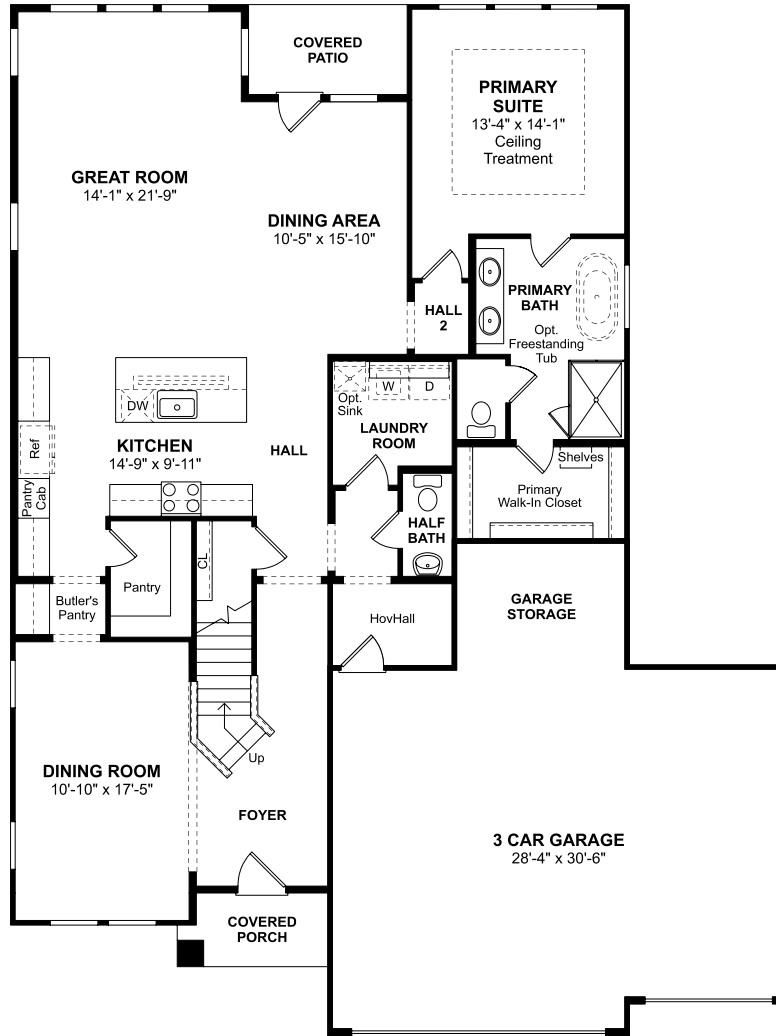 COVERED
PATIO
PRIMARY
SUITE
13'-4" x 14'-1"
Ceiling
Treatment
GREAT ROOM
14'-1" x 21'-9"
DINING AREA
10'-5" x 15'-10"
PRIMARY
BATH
HALL
2
Opt.
Freestanding
Tub
W
D
Opt.
Sink
DW
LAUNDRY
ROOM
KITCHEN
14'-9" x 9'-11"
HALL
Ref
Shelves
Pantry
Cab
Primary
Walk-In Closet
HALF
BATH
CL
Pantry
Butler's
Pantry
GARAGE
STORAGE
HovHall
Up
DINING ROOM
10'-10" x 17'-5"
FOYER
3 CAR GARAGE
28'-4" x 30'-6"
COVERED
PORCH